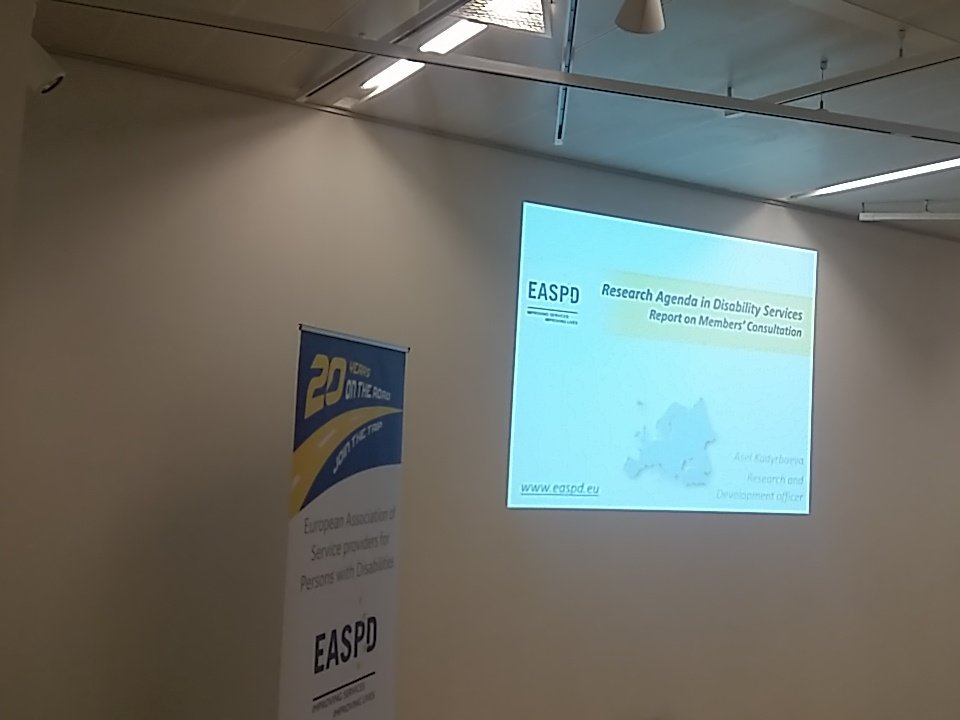 20 YEARS
ON THE ROAD
JOIN THE TRIP
European Association of
Service providers for
Persons with Disabilities
EASPD
IMPROVING SERVICES
IMPROVING LIVES
EASPD
IMPROVING SERVICES
IMPROVING LIVES
Research Agenda in Disability Services
Report on Members' Consultation
Asel Kadyrbaeva
Research and
Development officer
www.easpd.eu